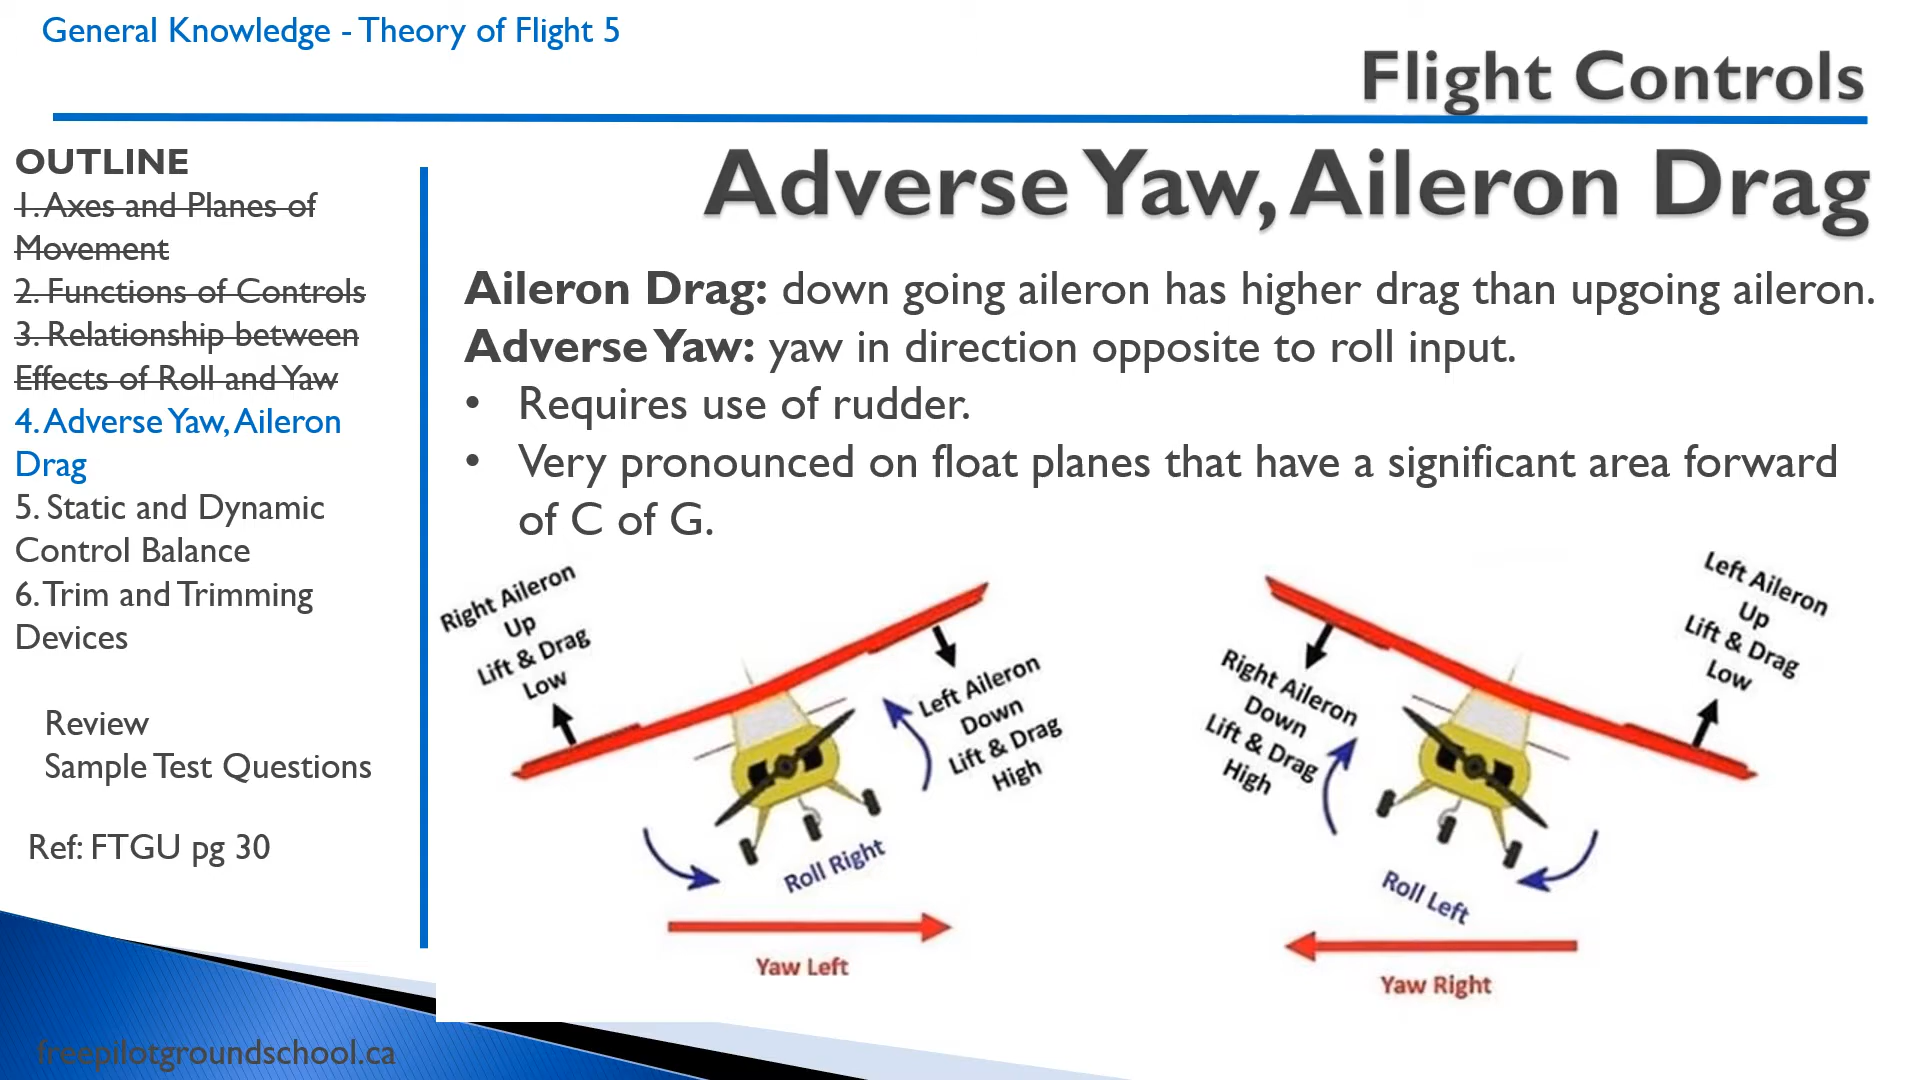 General Knowledge - Theory of Flight 5
Flight Controls
OUTLINE
1. Axes and Planes of
Movement
2. Functions of Controls
3. Relationship between
Effects of Roll and Yaw
4. Adverse Yaw, Aileron
Drag
5. Static and Dynamic
Control Balance
6. Trim and Trimming
Devices
Review
Sample Test Questions
Ref: FTGU pg 30
freepilotgroundschool.ca
Adverse Yaw, Aileron Drag
Aileron Drag: down going aileron has higher drag than upgoing aileron.
Adverse Yaw: yaw in direction opposite to roll input.
• Requires use of rudder.
• Very pronounced on float planes that have a significant area forward
of C of G.
Right Aileron
Up
Lift & Drag
Low
Left Aileron
Down
Lift & Drag
High
Roll Right
Yaw Left
Right Aileron
Down
Lift & Drag
High
Left Aileron
Up
Lift & Drag
Low
Roll Left
Yaw Right